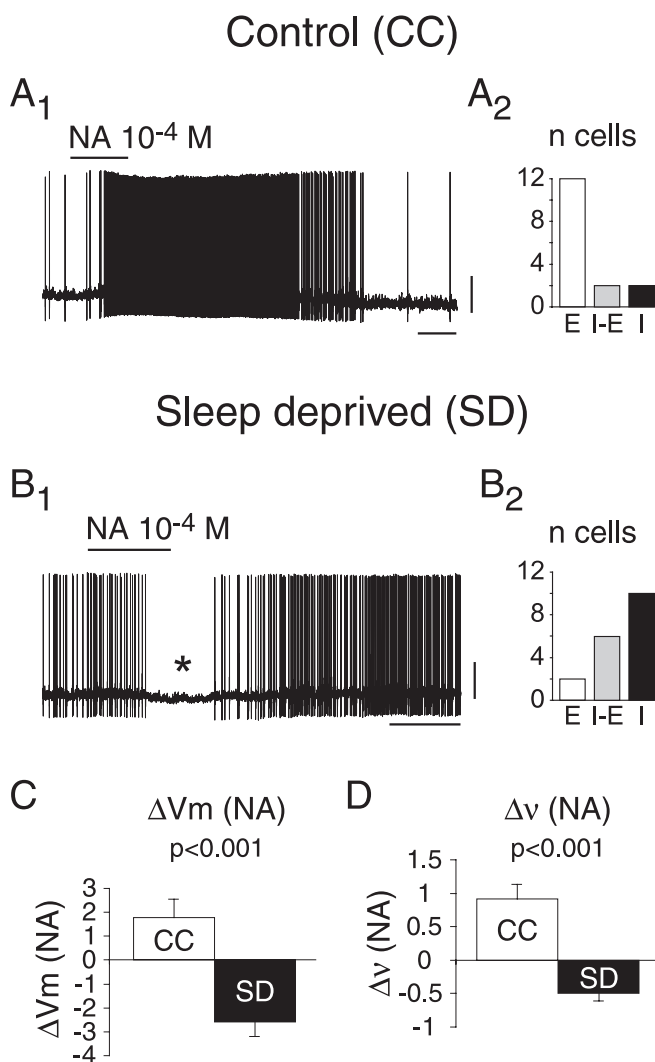 Control (CC)
A1
NA 10-4 M
A2
n cells
12
8
4
0
E I-E I
Sleep deprived (SD)
B1
NA 10-4 M
*
B2
n cells
12
8
4
0
E I-E I
C
ΔVm (NA)
p<0.001
ΔVm (NA)
3
2
1
0
-1
-2
-3
-4
CC
SD
D
Δν (NA)
p<0.001
Δν (NA)
1.5
1
0.5
0
-0.5
-1
CC
SD